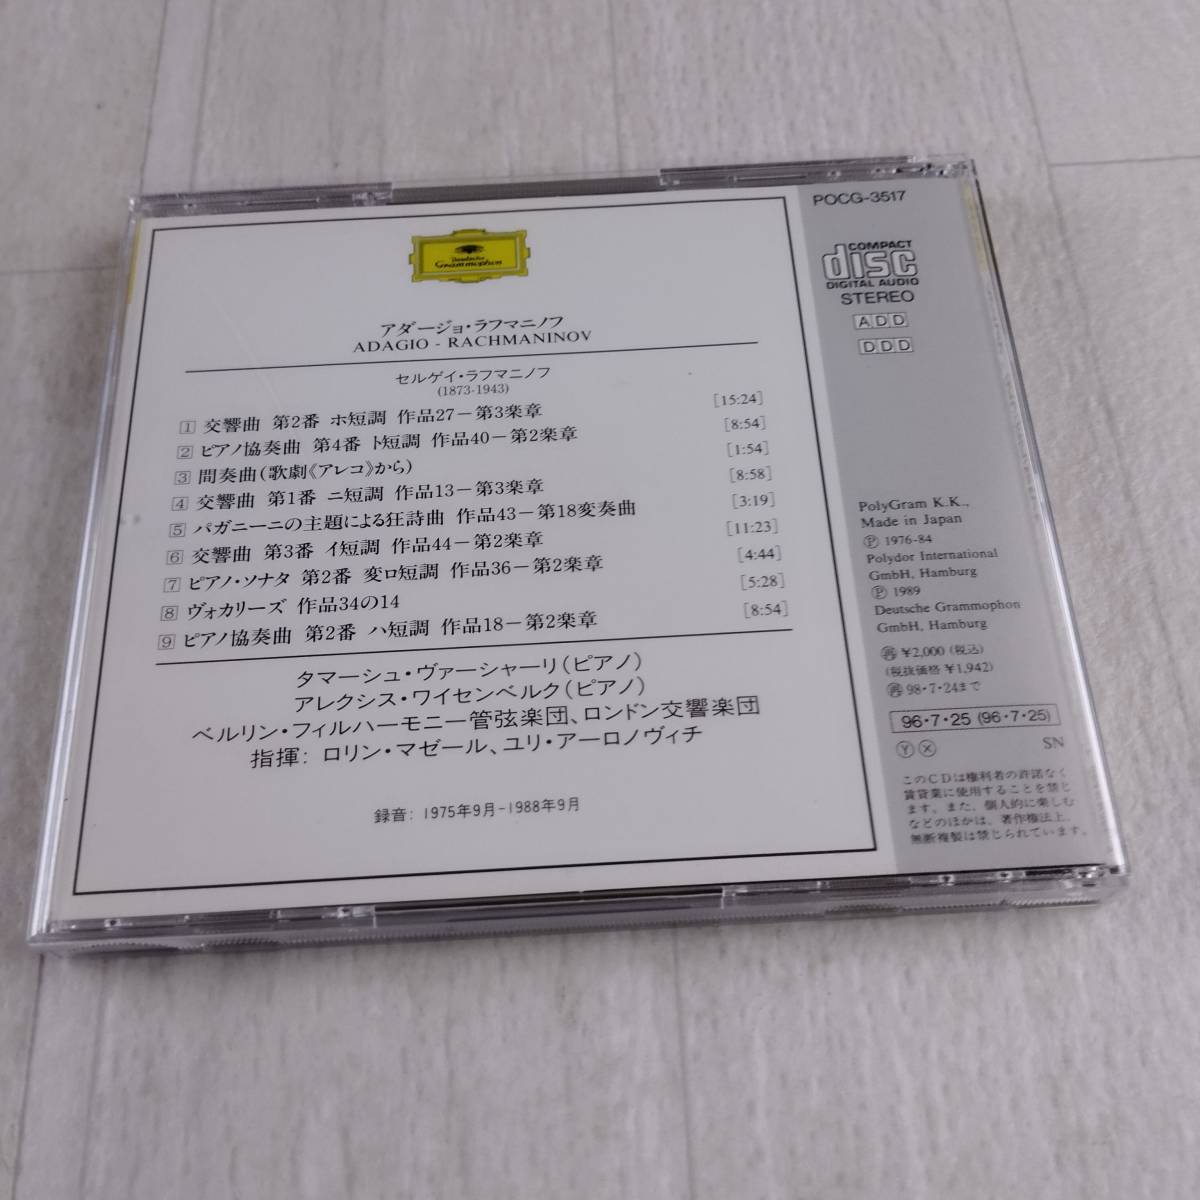 Deutsche
Grammophon
アダージョ・ラフマニノフ
ADAGIO - RACHMANINOV
セルゲイ・ラフマニノフ
(1873-1943)
1 交響曲 第2番 ホ短調 作品27－第3楽章 [15:24]
2 ピアノ協奏曲 第4番 ト短調 作品40－第2楽章 [8:54]
3 間奏曲(歌劇《アレコ》から) [1:54]
4 交響曲 第1番 ニ短調 作品13－第3楽章 [8:58]
5 パガニーニの主題による狂詩曲 作品43－第18変奏曲 [3:19]
6 交響曲 第3番 イ短調 作品44－第2楽章 [11:23]
7 ピアノ・ソナタ 第2番 変ロ短調 作品36－第2楽章 [4:44]
8 ヴォカリーズ 作品34の14 [5:28]
9 ピアノ協奏曲 第2番 ハ短調 作品18－第2楽章 [8:54]
タマーシュ・ヴァーシャーリ(ピアノ)
アレクシス・ワイセンベルク(ピアノ)
ベルリン・フィルハーモニー管弦楽団、ロンドン交響楽団
指揮: ロリン・マゼール、ユリ・アーロノヴィチ
録音: 1975年9月-1988年9月
POCG-3517
COMPACT
disc
DIGITAL AUDIO
STEREO
ADD
DDD
PolyGram K.K.,
Made in Japan
Ⓟ 1976-84
Polydor International
GmbH, Hamburg
Ⓟ 1989
Deutsche Grammophon
GmbH, Hamburg
㊢ ¥2,000 (税込)
(税抜価格 ¥1,942)
㊢ 98・7・24まで
96・7・25 (96・7・25)
Ⓨ Ⓧ SN
このCDは権利者の許諾なく
賃貸業に使用することを禁じ
ます。また、個人的に楽しむ
などのほかは、著作権法上、
無断複製は禁じられています。